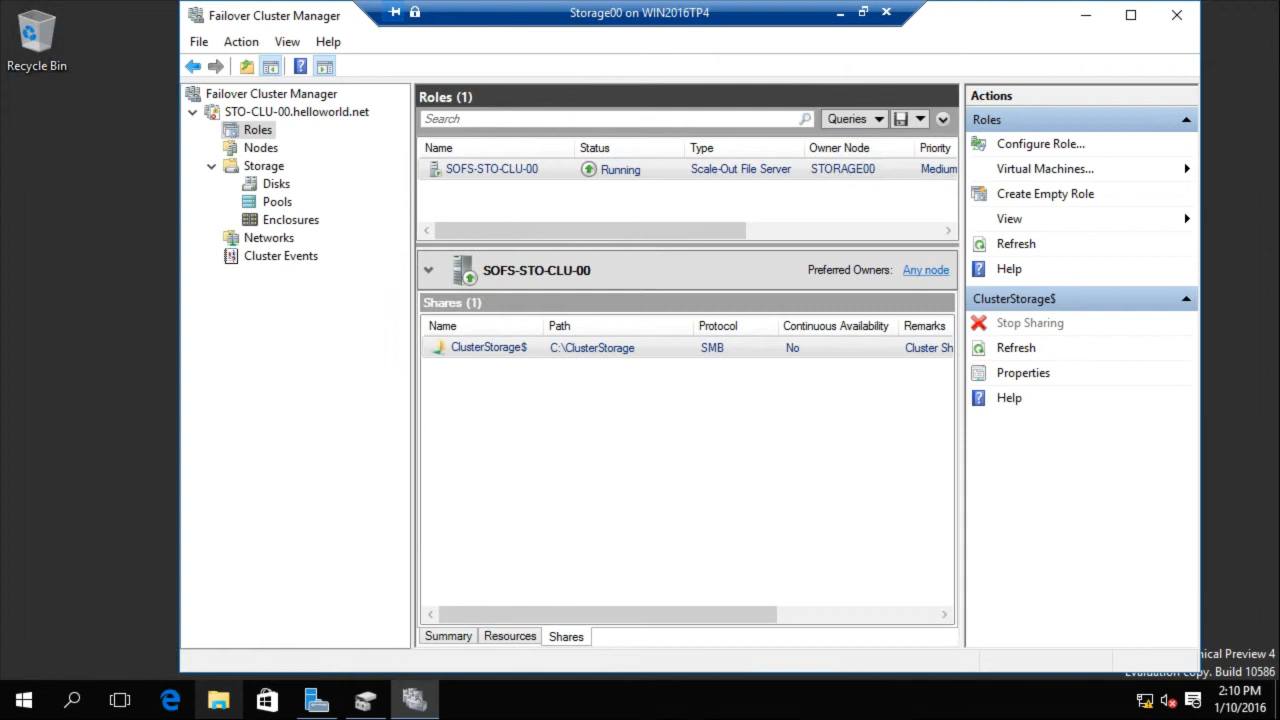 Recycle Bin
Failover Cluster Manager
Storage00 on WIN2016TP4
File Action View Help
Failover Cluster Manager
STO-CLU-00.helloworld.net
Roles
Nodes
Storage
Disks
Pools
Enclosures
Networks
Cluster Events
Roles (1)
Search
Queries
Name Status Type Owner Node Priority
SOFS-STO-CLU-00 Running Scale-Out File Server STORAGE00 Medium
SOFS-STO-CLU-00 Preferred Owners: Any node
Shares (1)
Name Path Protocol Continuous Availability Remarks
ClusterStorage$ C:\ClusterStorage SMB No Cluster Sh
Summary Resources Shares
Actions
Roles
Configure Role...
Virtual Machines...
Create Empty Role
View
Refresh
Help
ClusterStorage$
Stop Sharing
Refresh
Properties
Help
ical Preview 4
Evaluation copy. Build 10586
2:10 PM
1/10/2016